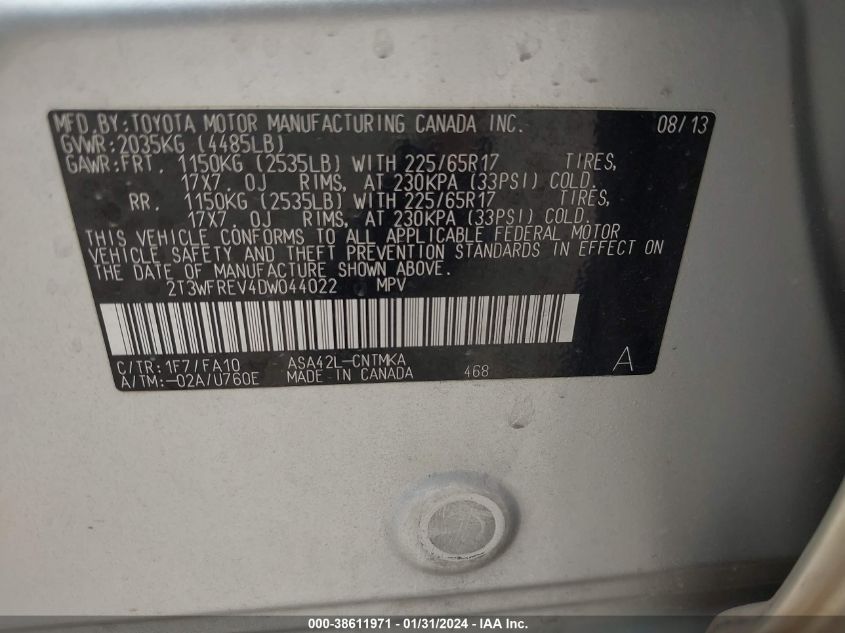 MFD.BY:TOYOTA MOTOR MANUFACTURING CANADA INC. 08/13
GVWR:2035KG (4485LB)
GAWR:FRT. 1150KG (2535LB) WITH 225/65R17 TIRES,
17X7.0J RIMS, AT 230KPA (33PSI) COLD,
RR. 1150KG (2535LB) WITH 225/65R17 TIRES,
17X7.0J RIMS, AT 230KPA (33PSI) COLD.
THIS VEHICLE CONFORMS TO ALL APPLICABLE FEDERAL MOTOR
VEHICLE SAFETY AND THEFT PREVENTION STANDARDS IN EFFECT ON
THE DATE OF MANUFACTURE SHOWN ABOVE.
2T3WFREV4DW044022 MPV
C/TR:1F7/FA10 ASA42L-CNTMKA
A/TM:-02A/U760E MADE IN CANADA 468 A
000-38611971 - 01/31/2024 - IAA Inc.